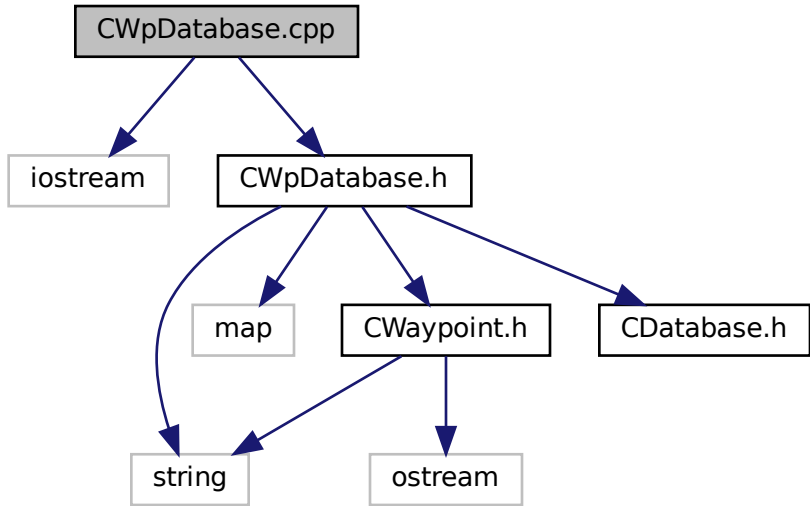 CWpDatabase.cpp
iostream
CWpDatabase.h
map
CWaypoint.h
CDatabase.h
string
ostream